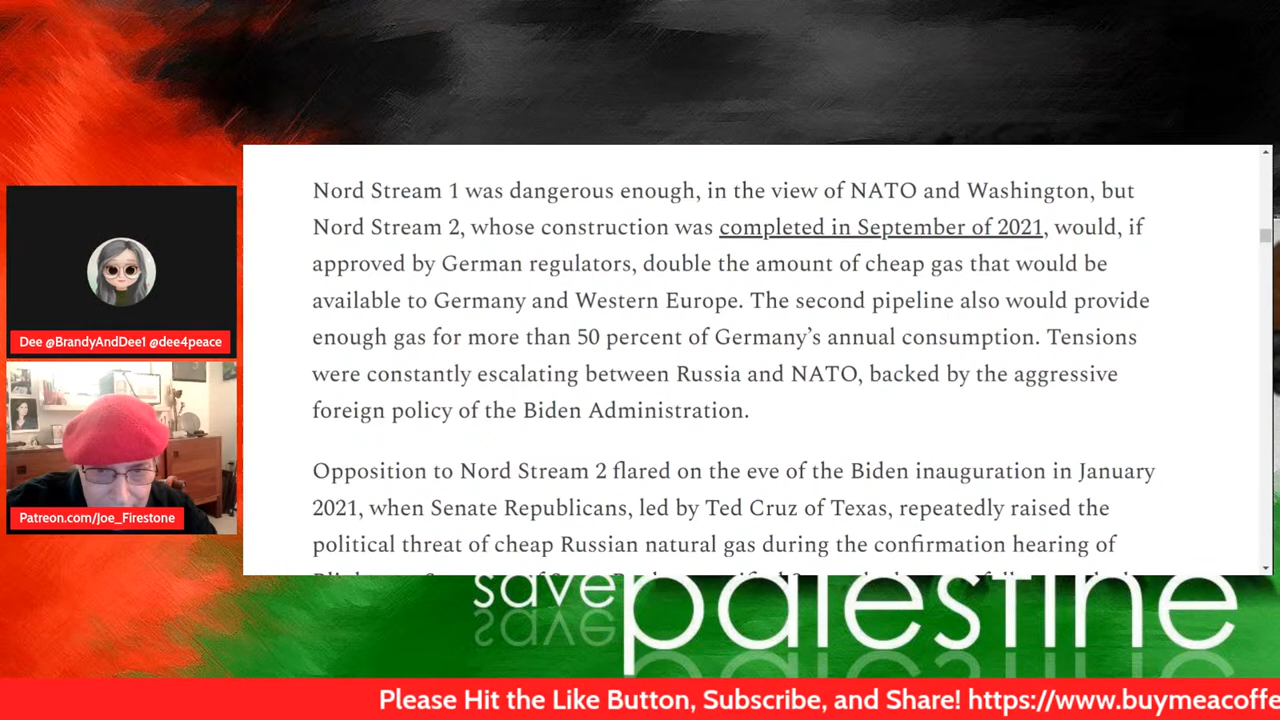 Nord Stream 1 was dangerous enough, in the view of NATO and Washington, but
Nord Stream 2, whose construction was completed in September of 2021, would, if
approved by German regulators, double the amount of cheap gas that would be
available to Germany and Western Europe. The second pipeline also would provide
enough gas for more than 50 percent of Germany’s annual consumption. Tensions
were constantly escalating between Russia and NATO, backed by the aggressive
foreign policy of the Biden Administration.
Opposition to Nord Stream 2 flared on the eve of the Biden inauguration in January
2021, when Senate Republicans, led by Ted Cruz of Texas, repeatedly raised the
political threat of cheap Russian natural gas during the confirmation hearing of
Dee @BrandyAndDee1 @dee4peace
Patreon.com/Joe_Firestone
save palestine
Please Hit the Like Button, Subscribe, and Share! https://www.buymeacoffe